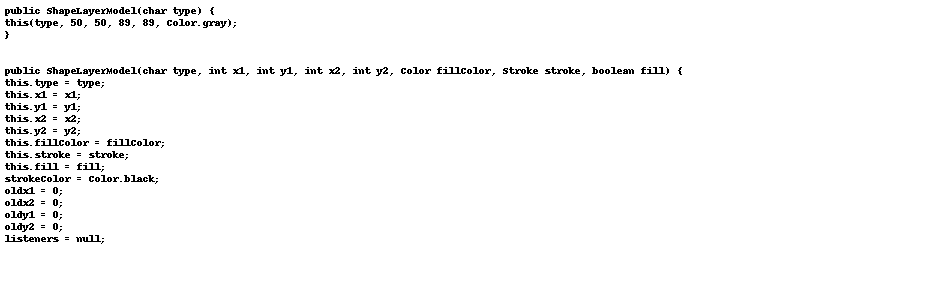 public ShapeLayerModel(char type) {
this(type, 50, 50, 89, 89, Color.gray);
}
public ShapeLayerModel(char type, int x1, int y1, int x2, int y2, Color fillColor, Stroke stroke, boolean fill) {
this.type = type;
this.x1 = x1;
this.y1 = y1;
this.x2 = x2;
this.y2 = y2;
this.fillColor = fillColor;
this.stroke = stroke;
this.fill = fill;
strokeColor = Color.black;
oldx1 = 0;
oldx2 = 0;
oldy1 = 0;
oldy2 = 0;
listeners = null;